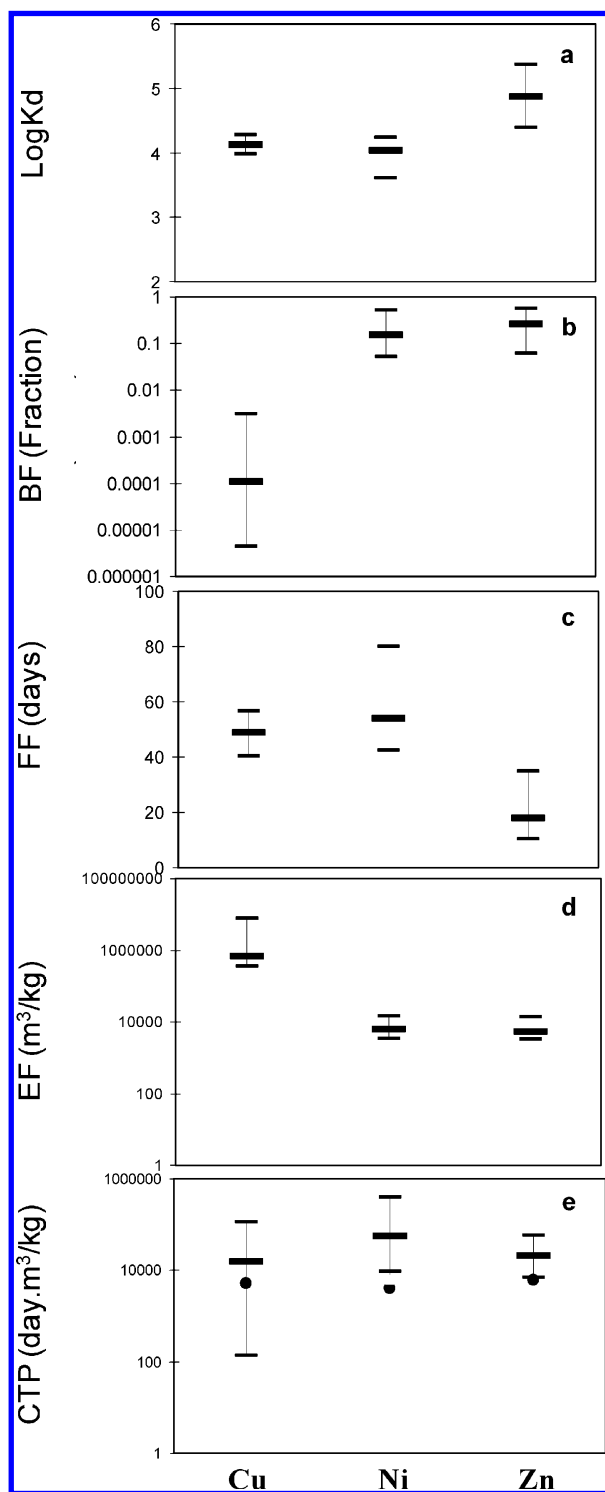 LogKd
6
5
4
3
2
a
BF (Fraction)
1
0.1
0.01
0.001
0.0001
0.00001
0.000001
b
FF (days)
100
80
60
40
20
0
c
EF (m³/kg)
100000000
1000000
10000
100
1
d
CTP (day.m³/kg)
1000000
10000
100
1
e
Cu Ni Zn